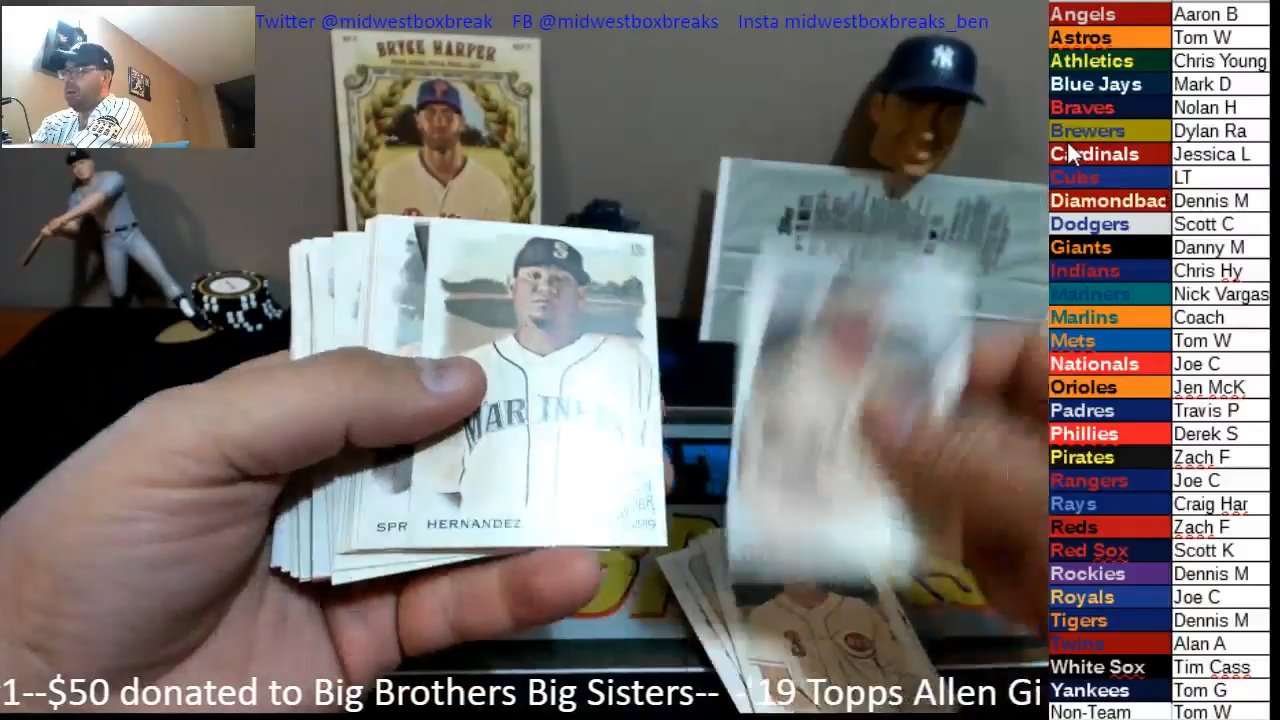 Twitter @midwestboxbreak FB @midwestboxbreaks Insta midwestboxbreaks_ben
BRYCE HARPER
MARINE
SPR
HERNANDEZ
2019
Angels Aaron B
Astros Tom W
Athletics Chris Young
Blue Jays Mark D
Braves Nolan H
Brewers Dylan Ra
Cardinals Jessica L
Cubs LT
Diamondbac Dennis M
Dodgers Scott C
Giants Danny M
Indians Chris Hy
Mariners Nick Vargas
Marlins Coach
Mets Tom W
Nationals Joe C
Orioles Jen McK
Padres Travis P
Phillies Derek S
Pirates Zach F
Rangers Joe C
Rays Craig Har
Reds Zach F
Red Sox Scott K
Rockies Dennis M
Royals Joe C
Tigers Dennis M
Twins Alan A
White Sox Tim Cass
Yankees Tom G
Non-Team Tom W
1--$50 donated to Big Brothers Big Sisters-- -'19 Topps Allen Gi